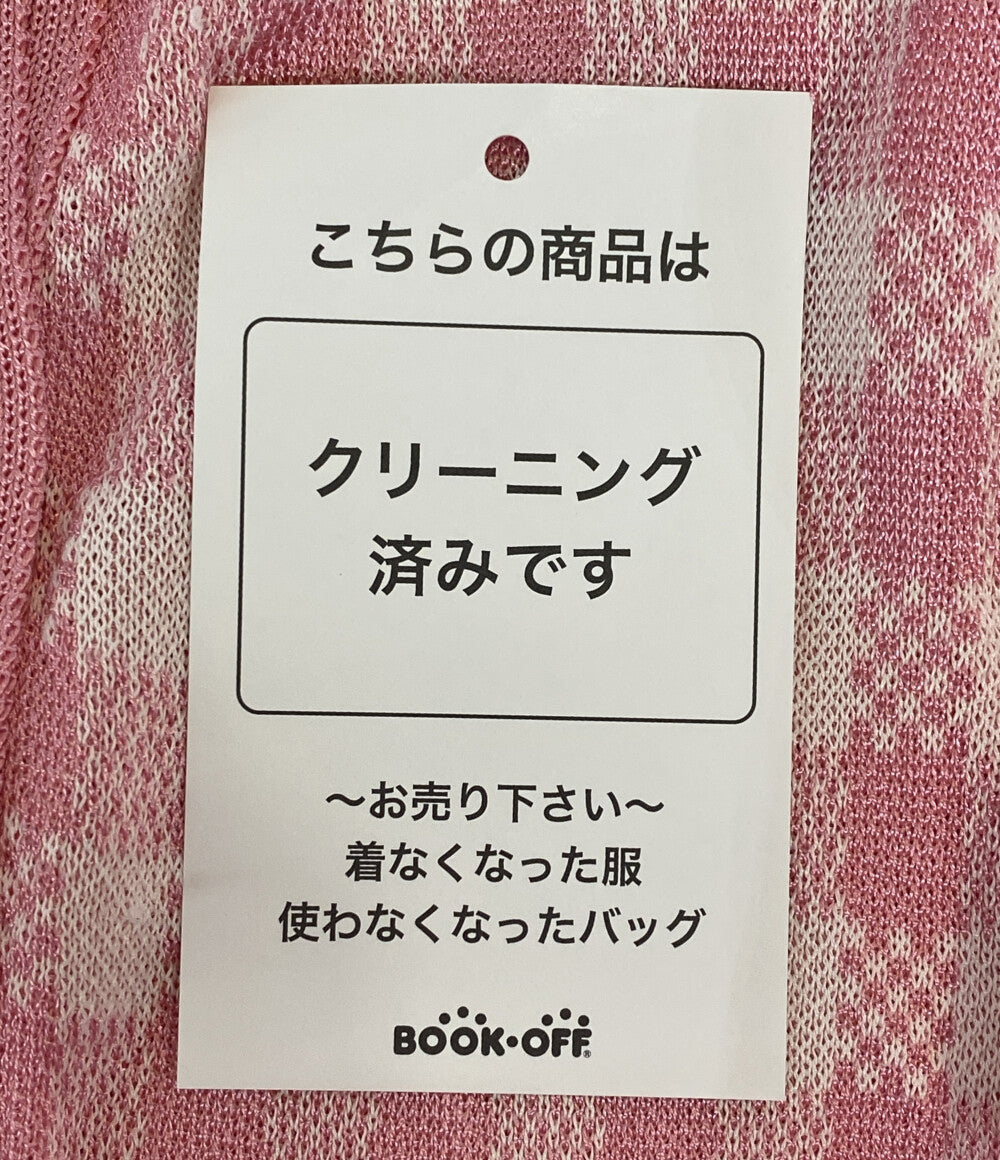 こちらの商品は
クリーニング
済みです
～お売り下さい～
着なくなった服
使わなくなったバッグ
BOOK・OFF®